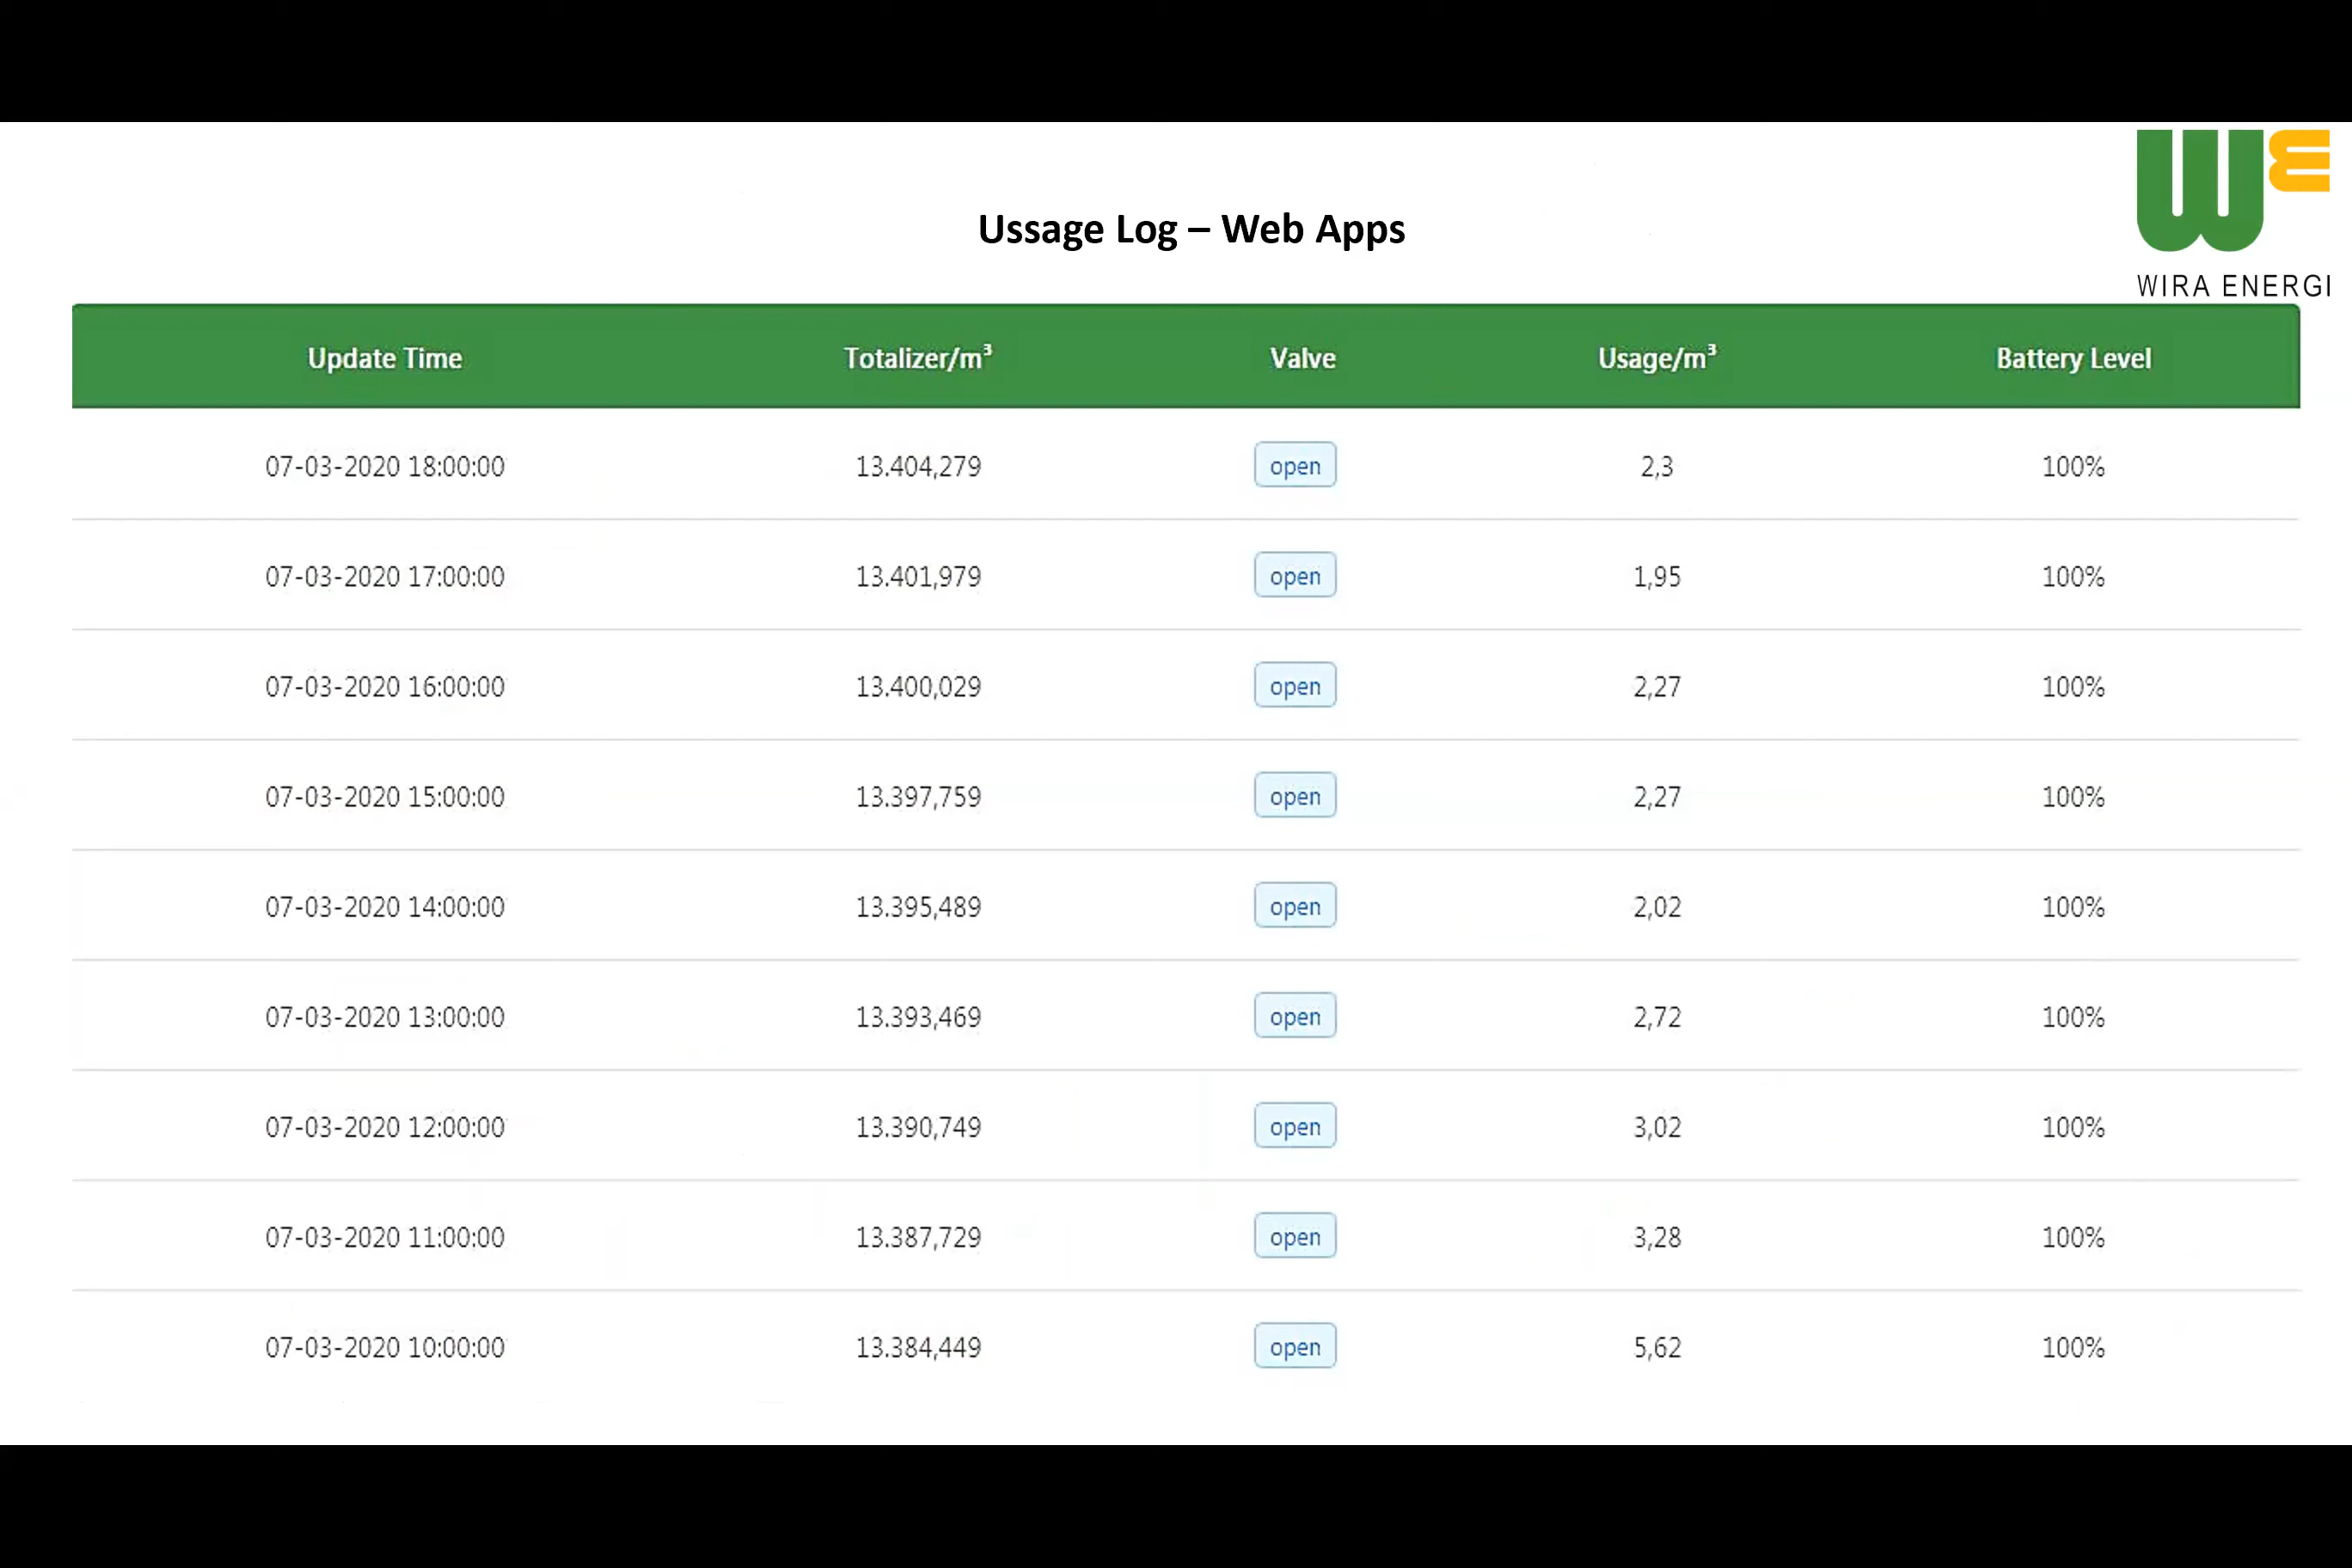 WE
WIRA ENERGI
Ussage Log – Web Apps
Update Time Totalizer/m³ Valve Usage/m³ Battery Level
07-03-2020 18:00:00 13.404,279 open 2,3 100%
07-03-2020 17:00:00 13.401,979 open 1,95 100%
07-03-2020 16:00:00 13.400,029 open 2,27 100%
07-03-2020 15:00:00 13.397,759 open 2,27 100%
07-03-2020 14:00:00 13.395,489 open 2,02 100%
07-03-2020 13:00:00 13.393,469 open 2,72 100%
07-03-2020 12:00:00 13.390,749 open 3,02 100%
07-03-2020 11:00:00 13.387,729 open 3,28 100%
07-03-2020 10:00:00 13.384,449 open 5,62 100%